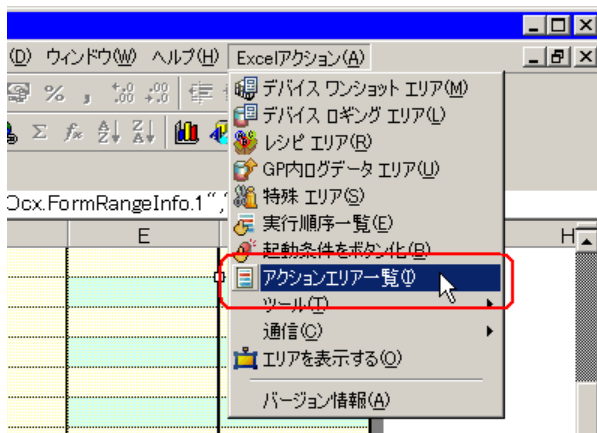 (D) ウィンドウ(W) ヘルプ(H) Excelアクション(A)
デバイス ワンショット エリア(M)
デバイス ロギング エリア(L)
レシピ エリア(R)
GP内ログデータ エリア(U)
Ocx.FormRangeInfo.1",
特殊 エリア(S)
実行順序一覧(E)
E
H
起動条件をボタン化(B)
アクションエリア一覧(I)
ツール(T)
通信(C)
エリアを表示する(O)
バージョン情報(A)